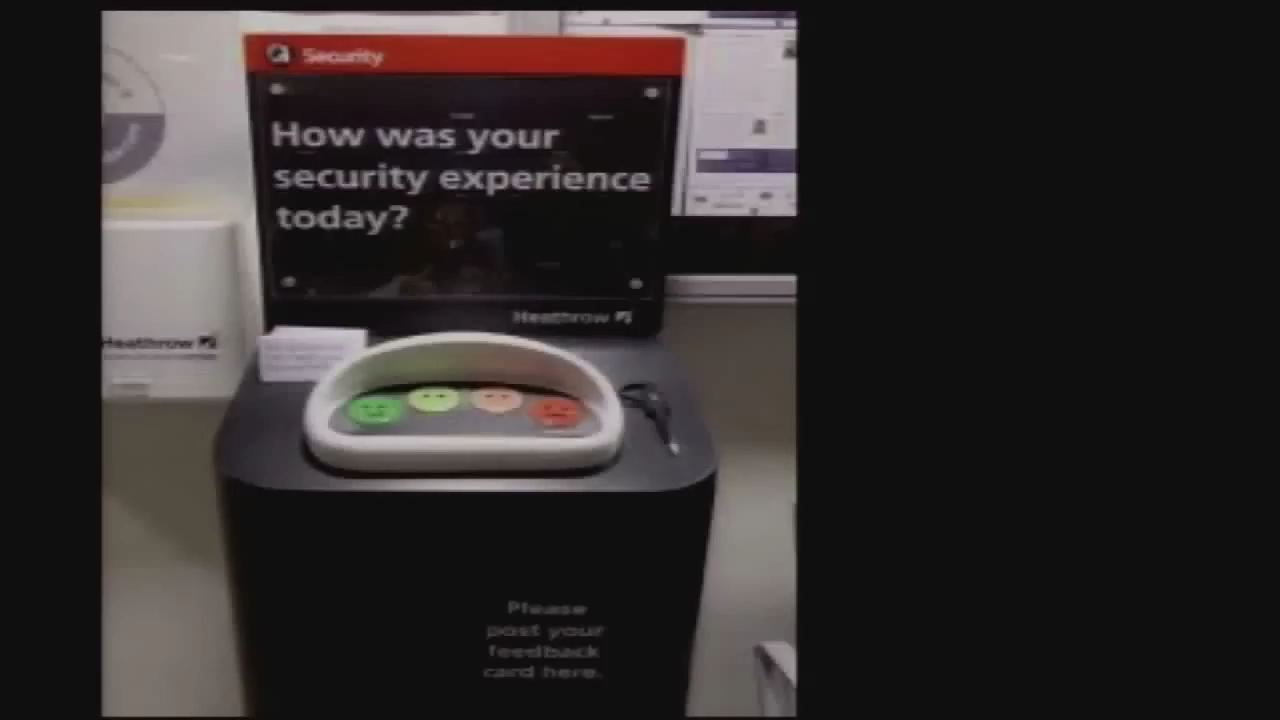 Security
How was your
security experience
today?
Heathrow
Heathrow
Please
post your
feedback
card here.